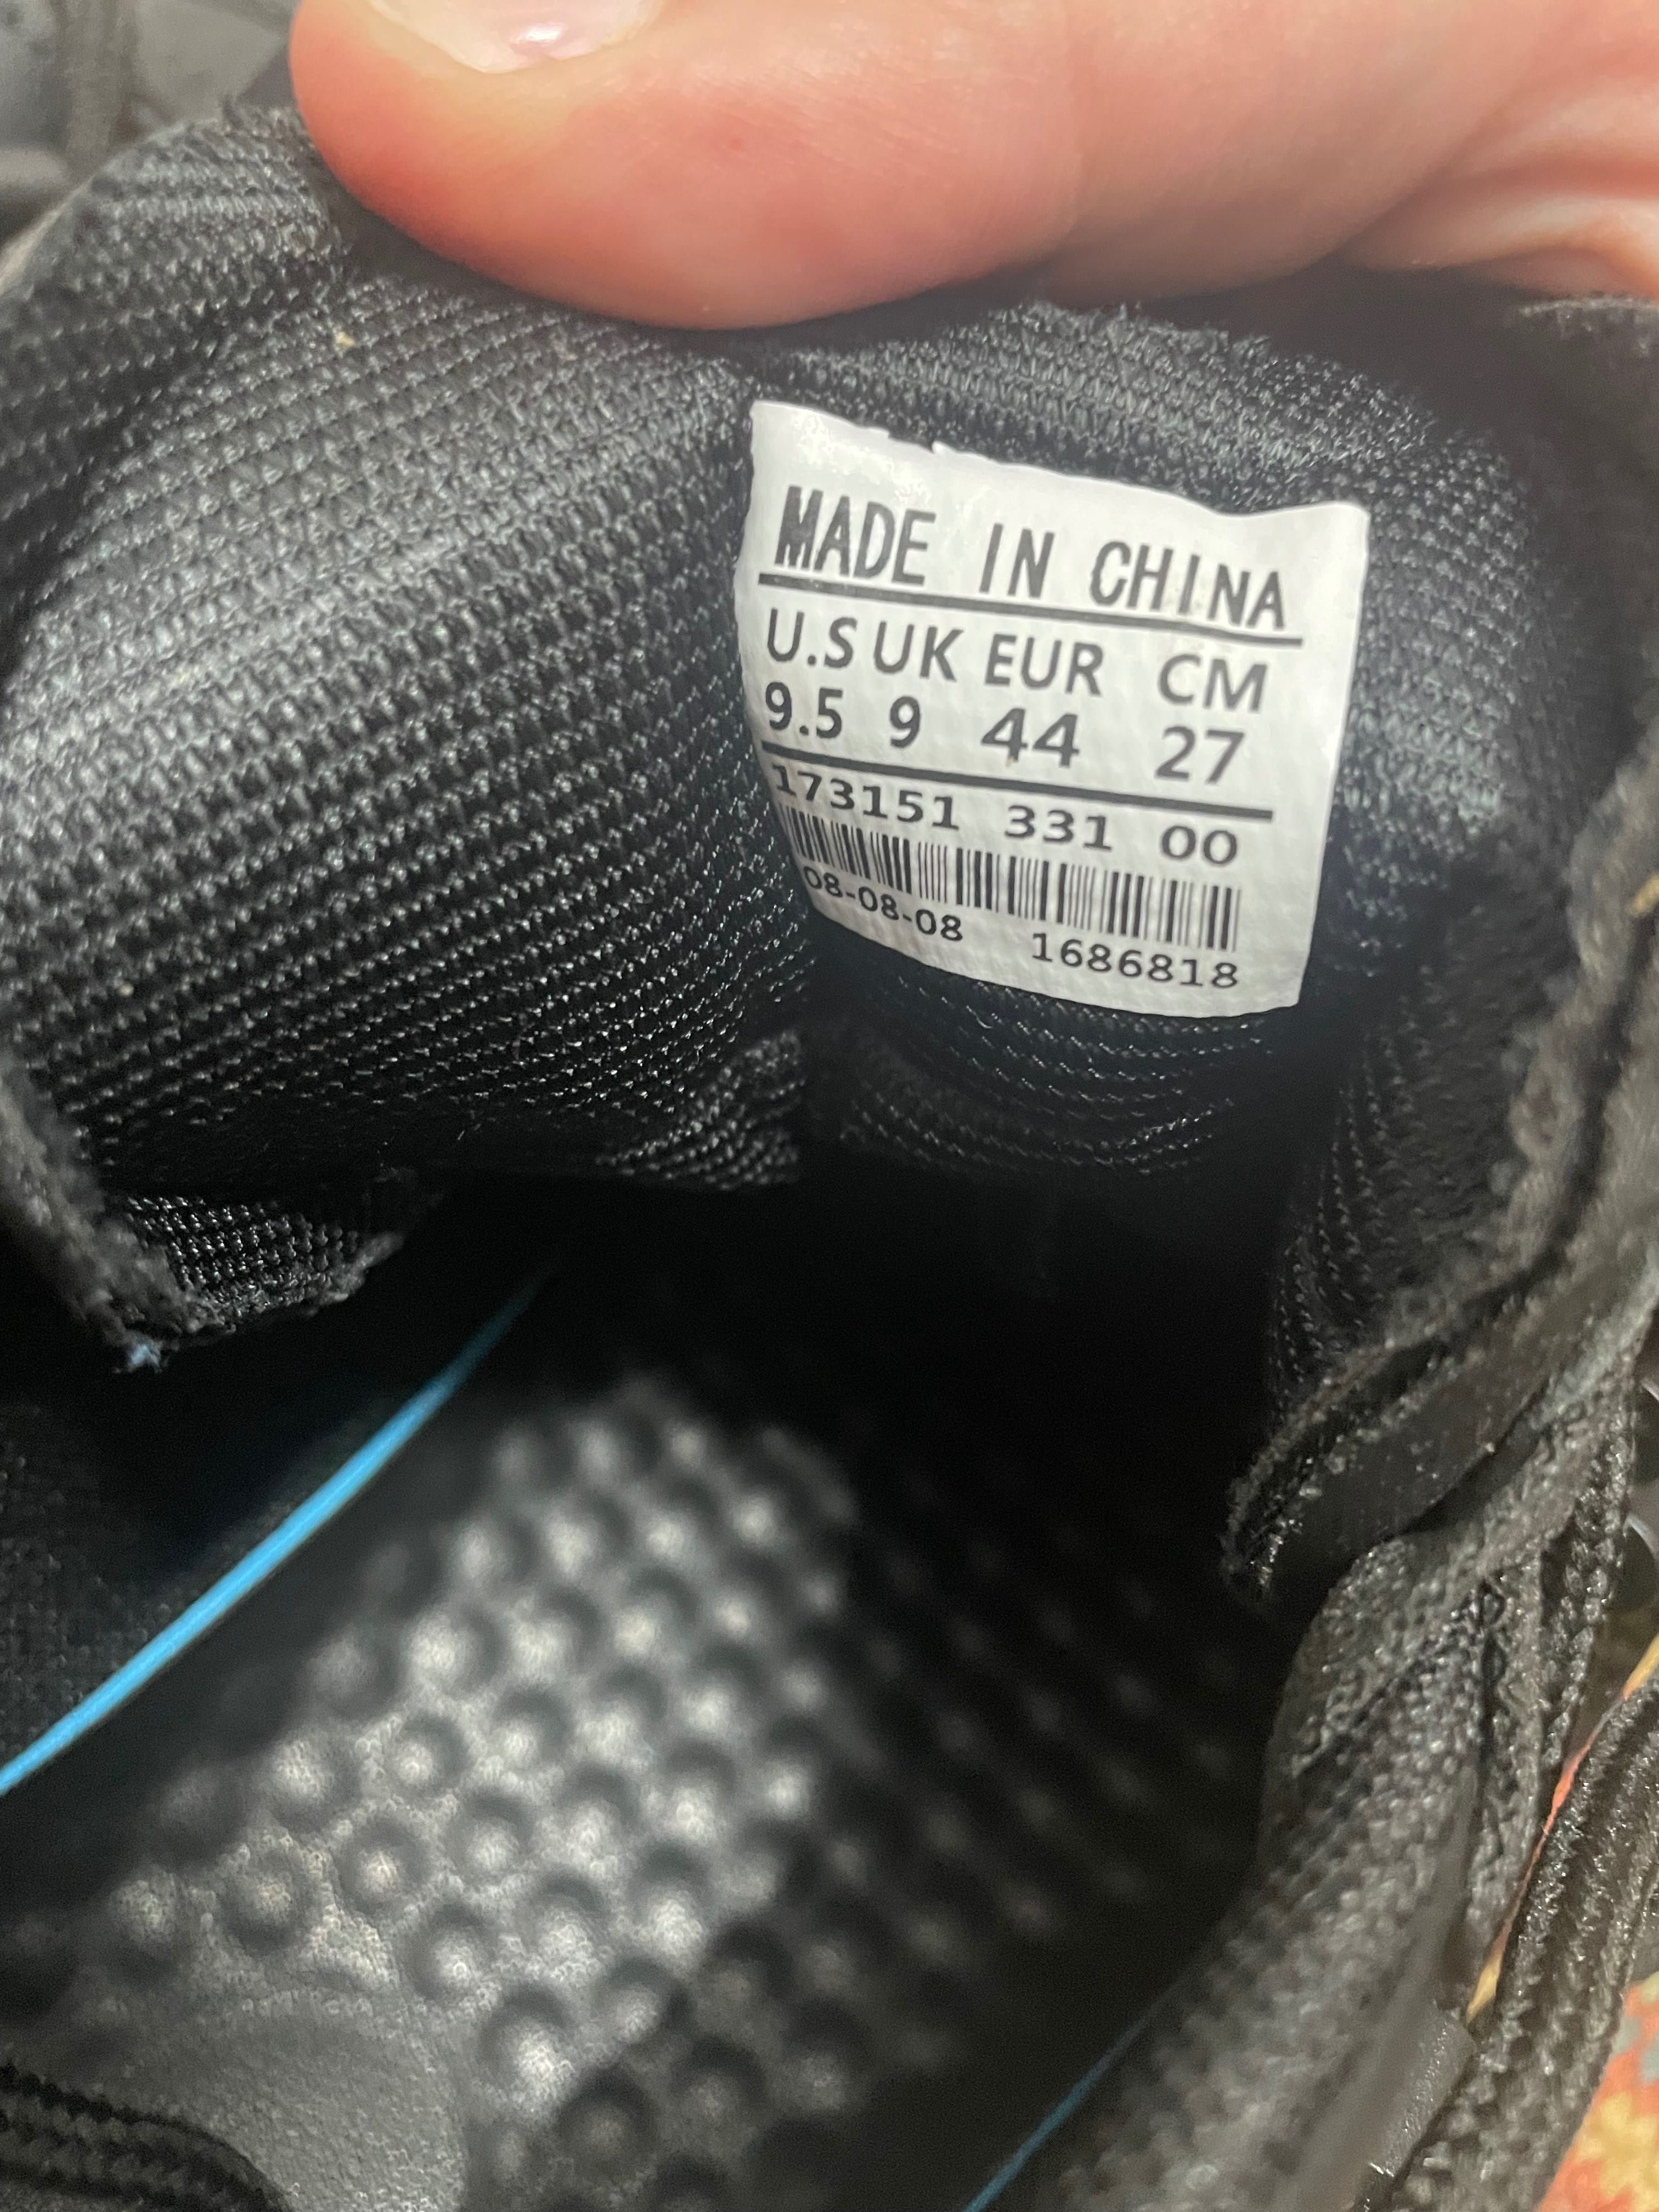 MADE IN CHINA
U.S UK EUR CM
9.5 9 44 27
173151 331 00
08-08-08 1686818